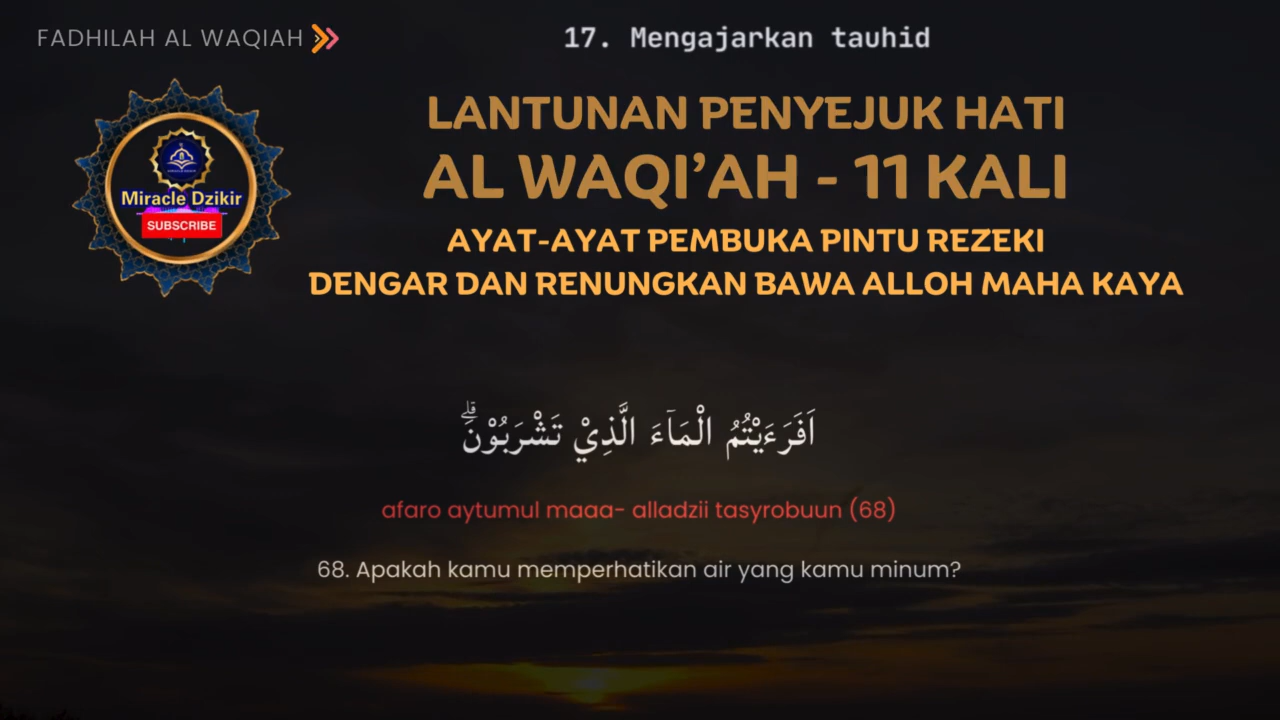 FADHILAH AL WAQIAH
17. Mengajarkan tauhid
LANTUNAN PENYEJUK HATI
AL WAQI'AH - 11 KALI
AYAT-AYAT PEMBUKA PINTU REZEKI
DENGAR DAN RENUNGKAN BAWA ALLOH MAHA KAYA
Miracle Dzikir
SUBSCRIBE
اَفَرَءَيْتُمُ الْمَاۤءَ الَّذِيْ تَشْرَبُوْنَۗ
afaro aytumul maaa- alladzii tasyrobuun (68)
68. Apakah kamu memperhatikan air yang kamu minum?